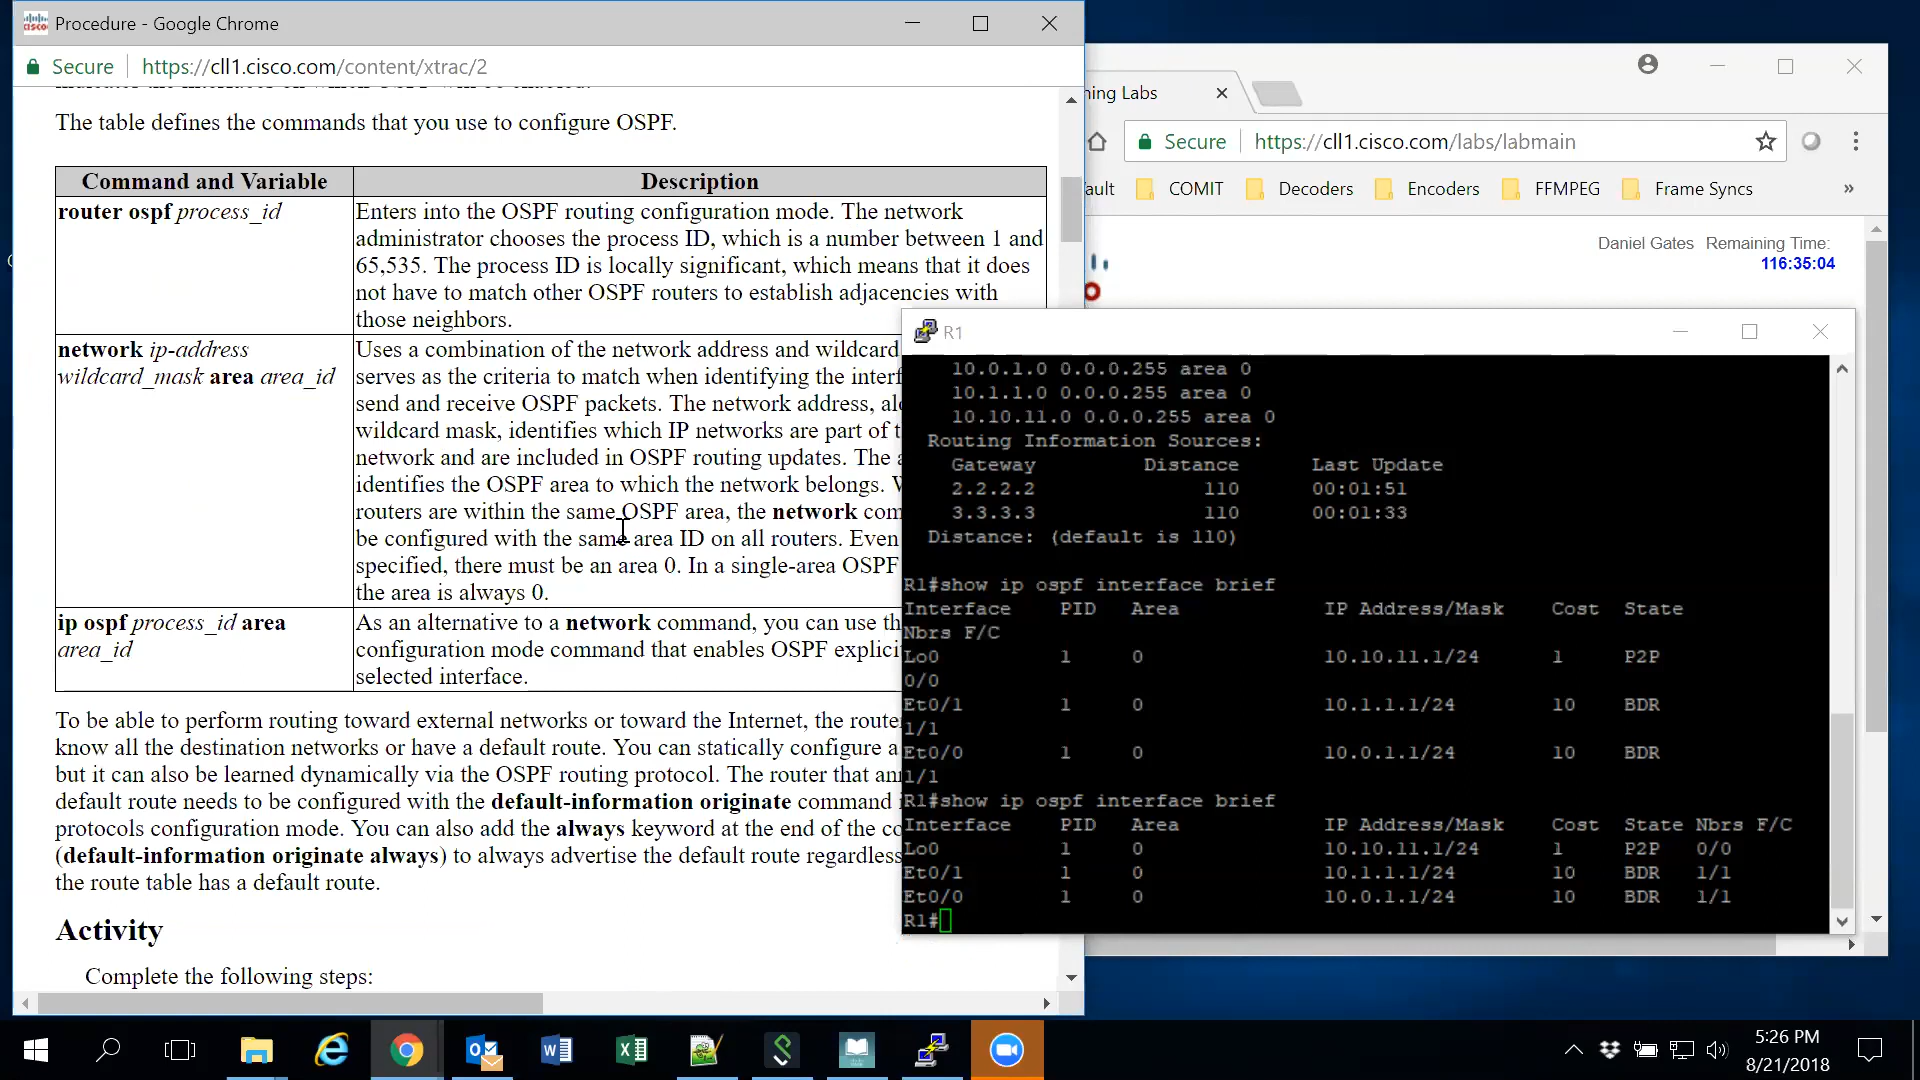 Procedure - Google Chrome
Secure
https://cll1.cisco.com/content/xtrac/2
The table defines the commands that you use to configure OSPF.
Command and Variable
Description
router ospf process_id
Enters into the OSPF routing configuration mode. The network
administrator chooses the process ID, which is a number between 1 and
65,535. The process ID is locally significant, which means that it does
not have to match other OSPF routers to establish adjacencies with
those neighbors.
network ip-address
wildcard_mask area area_id
Uses a combination of the network address and wildcard
serves as the criteria to match when identifying the interf
send and receive OSPF packets. The network address, alo
wildcard mask, identifies which IP networks are part of t
network and are included in OSPF routing updates. The a
identifies the OSPF area to which the network belongs. W
routers are within the same OSPF area, the network com
be configured with the same area ID on all routers. Even
specified, there must be an area 0. In a single-area OSPF
the area is always 0.
ip ospf process_id area
area_id
As an alternative to a network command, you can use th
configuration mode command that enables OSPF explici
selected interface.
To be able to perform routing toward external networks or toward the Internet, the route
know all the destination networks or have a default route. You can statically configure a
but it can also be learned dynamically via the OSPF routing protocol. The router that an
default route needs to be configured with the default-information originate command
protocols configuration mode. You can also add the always keyword at the end of the co
(default-information originate always) to always advertise the default route regardless
the route table has a default route.
Activity
Complete the following steps:
ning Labs
Secure
https://cll1.cisco.com/labs/labmain
ault
COMIT
Decoders
Encoders
FFMPEG
Frame Syncs
»
Daniel Gates Remaining Time:
116:35:04
R1
10.0.1.0 0.0.0.255 area 0
10.1.1.0 0.0.0.255 area 0
10.10.11.0 0.0.0.255 area 0
Routing Information Sources:
Gateway Distance Last Update
2.2.2.2 110 00:01:51
3.3.3.3 110 00:01:33
Distance: (default is 110)
R1#show ip ospf interface brief
Interface PID Area IP Address/Mask Cost State
Nbrs F/C
Lo0 1 0 10.10.11.1/24 1 P2P
0/0
Et0/1 1 0 10.1.1.1/24 10 BDR
1/1
Et0/0 1 0 10.0.1.1/24 10 BDR
1/1
R1#show ip ospf interface brief
Interface PID Area IP Address/Mask Cost State Nbrs F/C
Lo0 1 0 10.10.11.1/24 1 P2P 0/0
Et0/1 1 0 10.1.1.1/24 10 BDR 1/1
Et0/0 1 0 10.0.1.1/24 10 BDR 1/1
R1#
5:26 PM
8/21/2018